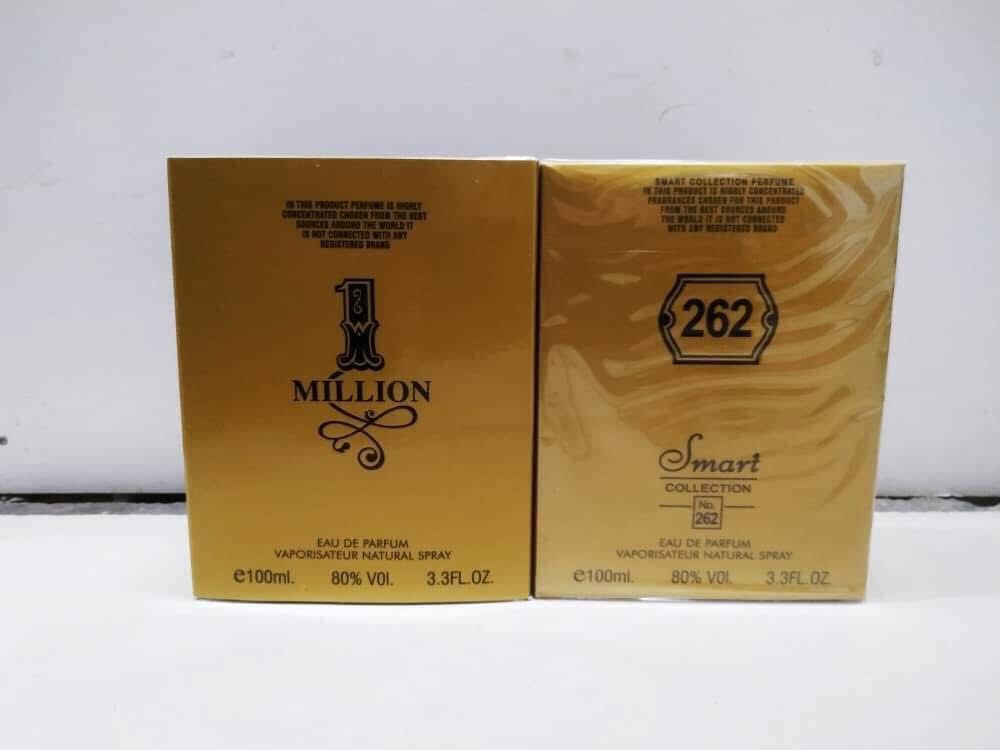 IN THIS PRODUCT PERFUME IS HIGHLY
CONCENTRATED CHOSEN FROM THE BEST
SOURCES AROUND THE WORLD IT
IS NOT CONNECTED WITH ANY
REGISTERED BRAND
1
MILLION
EAU DE PARFUM
VAPORISATEUR NATURAL SPRAY
e100ml. 80% VOl. 3.3FL.OZ.
SMART COLLECTION PERFUME
IN THIS PRODUCT IS HIGHLY CONCENTRATED
FRAGRANCES CHOSEN FOR THIS PRODUCT
FROM THE BEST SOURCES AROUND
THE WORLD IT IS NOT CONNECTED
WITH ANY REGISTERED BRAND
262
Smart
COLLECTION
No.
262
EAU DE PARFUM
VAPORISATEUR NATURAL SPRAY
e100ml. 80% VOl. 3.3FL.OZ.